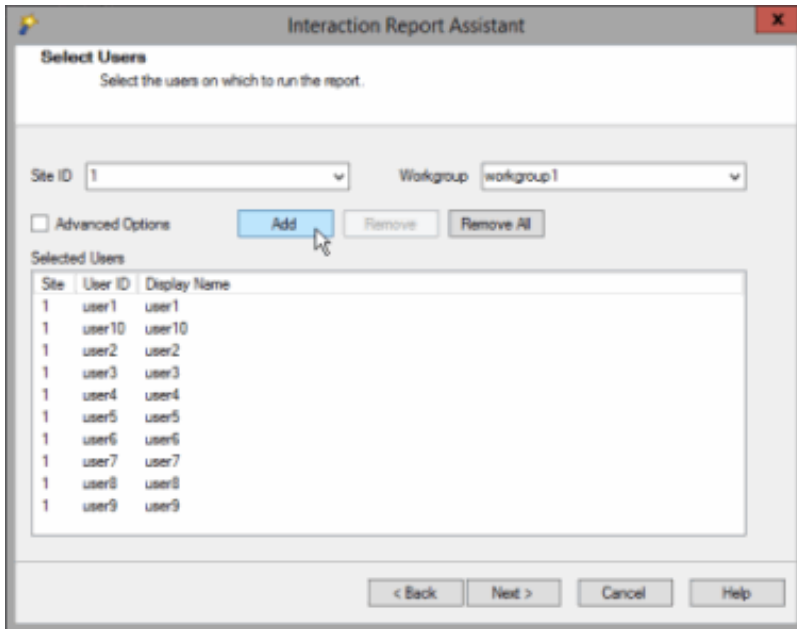 Interaction Report Assistant
x
Select Users
Select the users on which to run the report.
Site ID 1 Workgroup workgroup1
Advanced Options Add Remove Remove All
Selected Users
Site User ID Display Name
1 user1 user1
1 user10 user10
1 user2 user2
1 user3 user3
1 user4 user4
1 user5 user5
1 user6 user6
1 user7 user7
1 user8 user8
1 user9 user9
< Back Next > Cancel Help